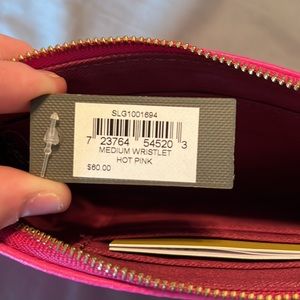 SLG1001694
7 23764 54520 3
MEDIUM WRISTLET
HOT PINK
$60.00